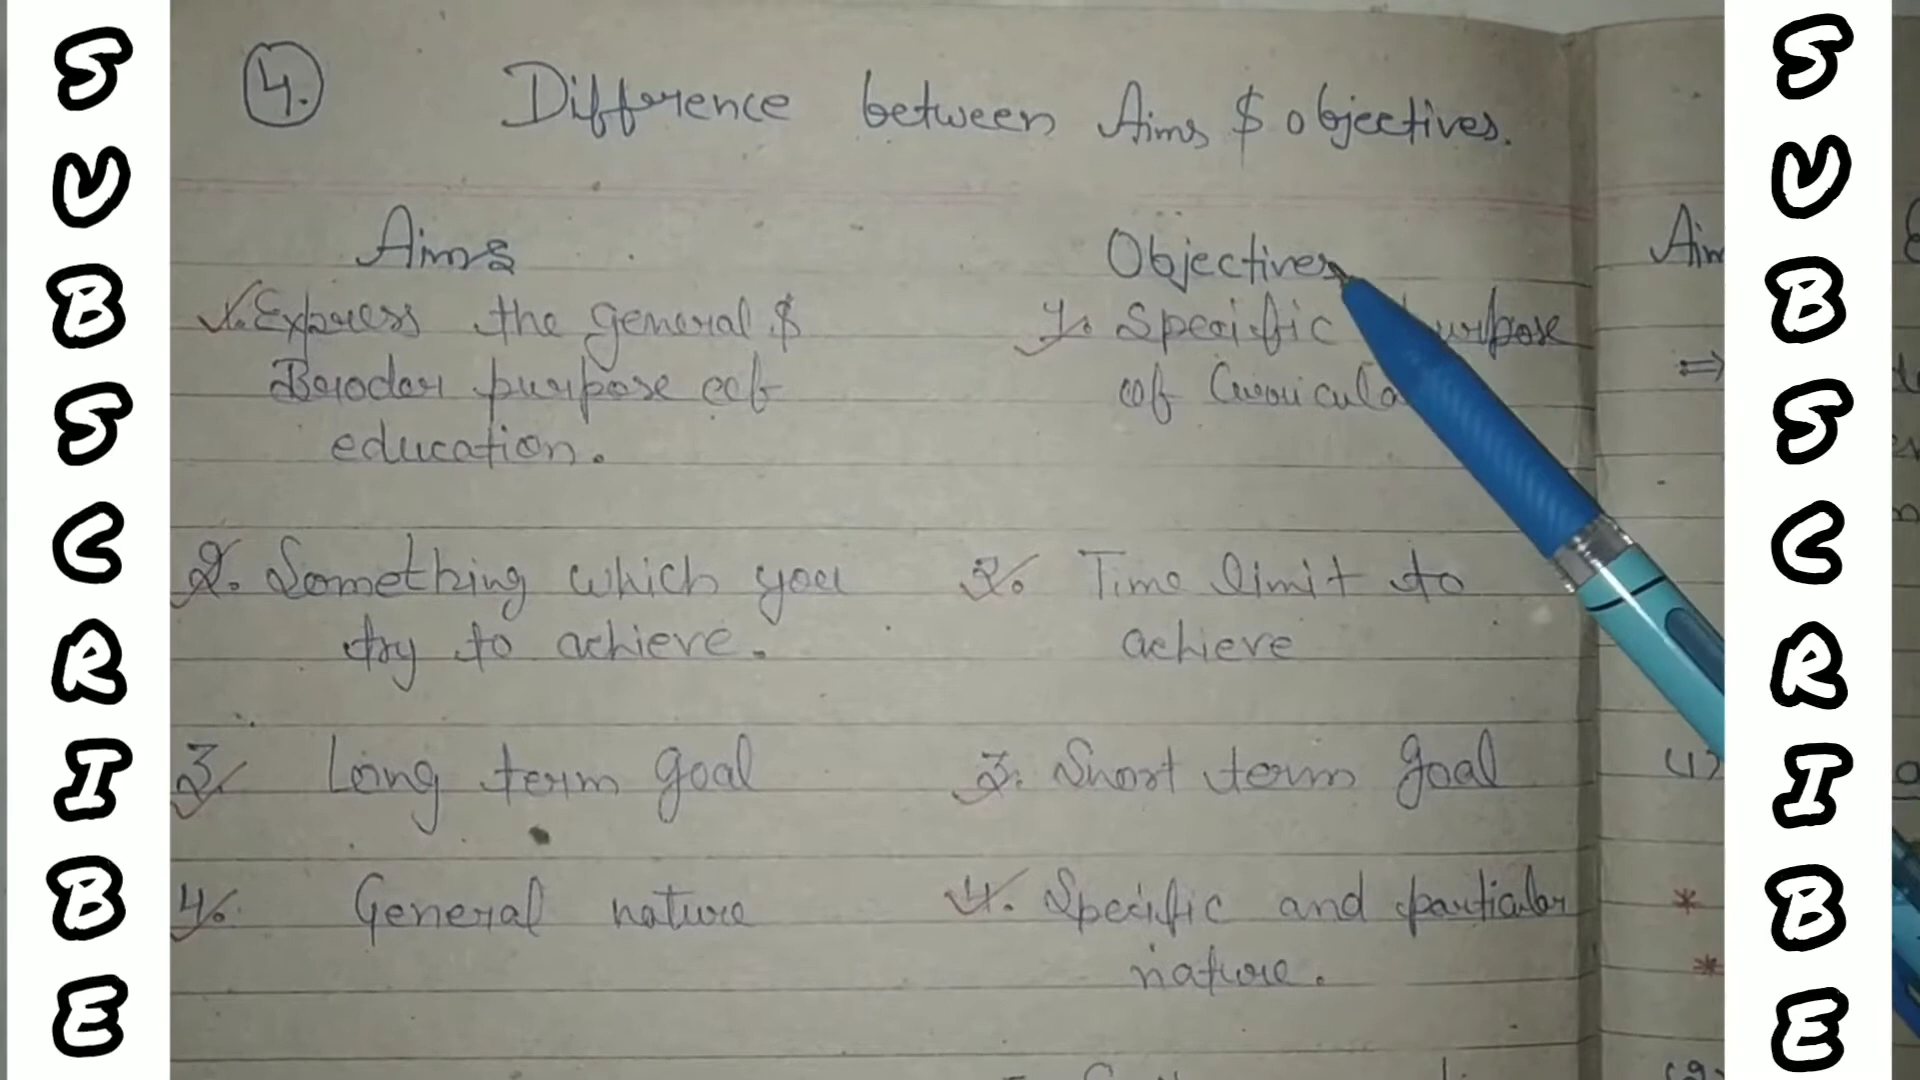 SUBSCRIBE
4. Difference between Aims $ objectives.
Aims
1. Express the general $
Broder purpose of
education.
2. Something which you
try to achieve.
3. Long term goal
4. General nature
Objectives
1. Specific
of
2. Time limit to
achieve
3. Short term goal
4. Specific and particular
nature.
Aim
(1)
*
*
SUBSCRIBE